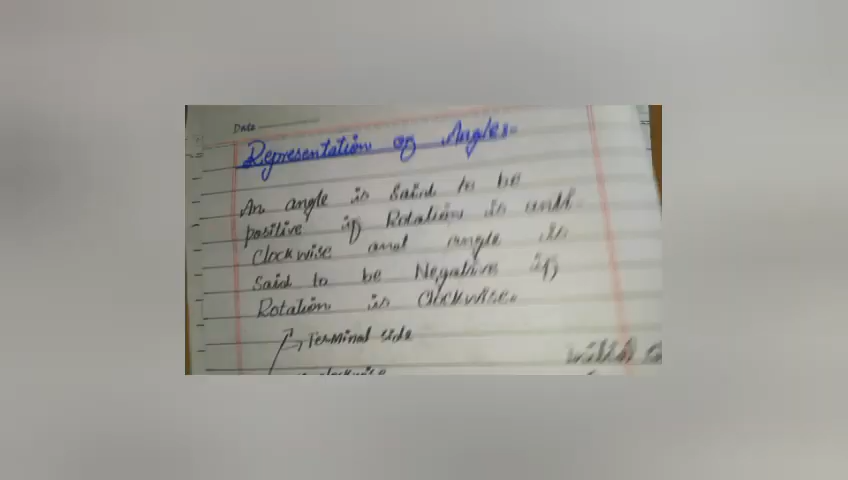 Date
Representation of Angles.
An angle is said to be
positive if Rotation is anti
clockwise and angle is
said to be Negative if
Rotation is clockwise.
Terminal side
clockwise